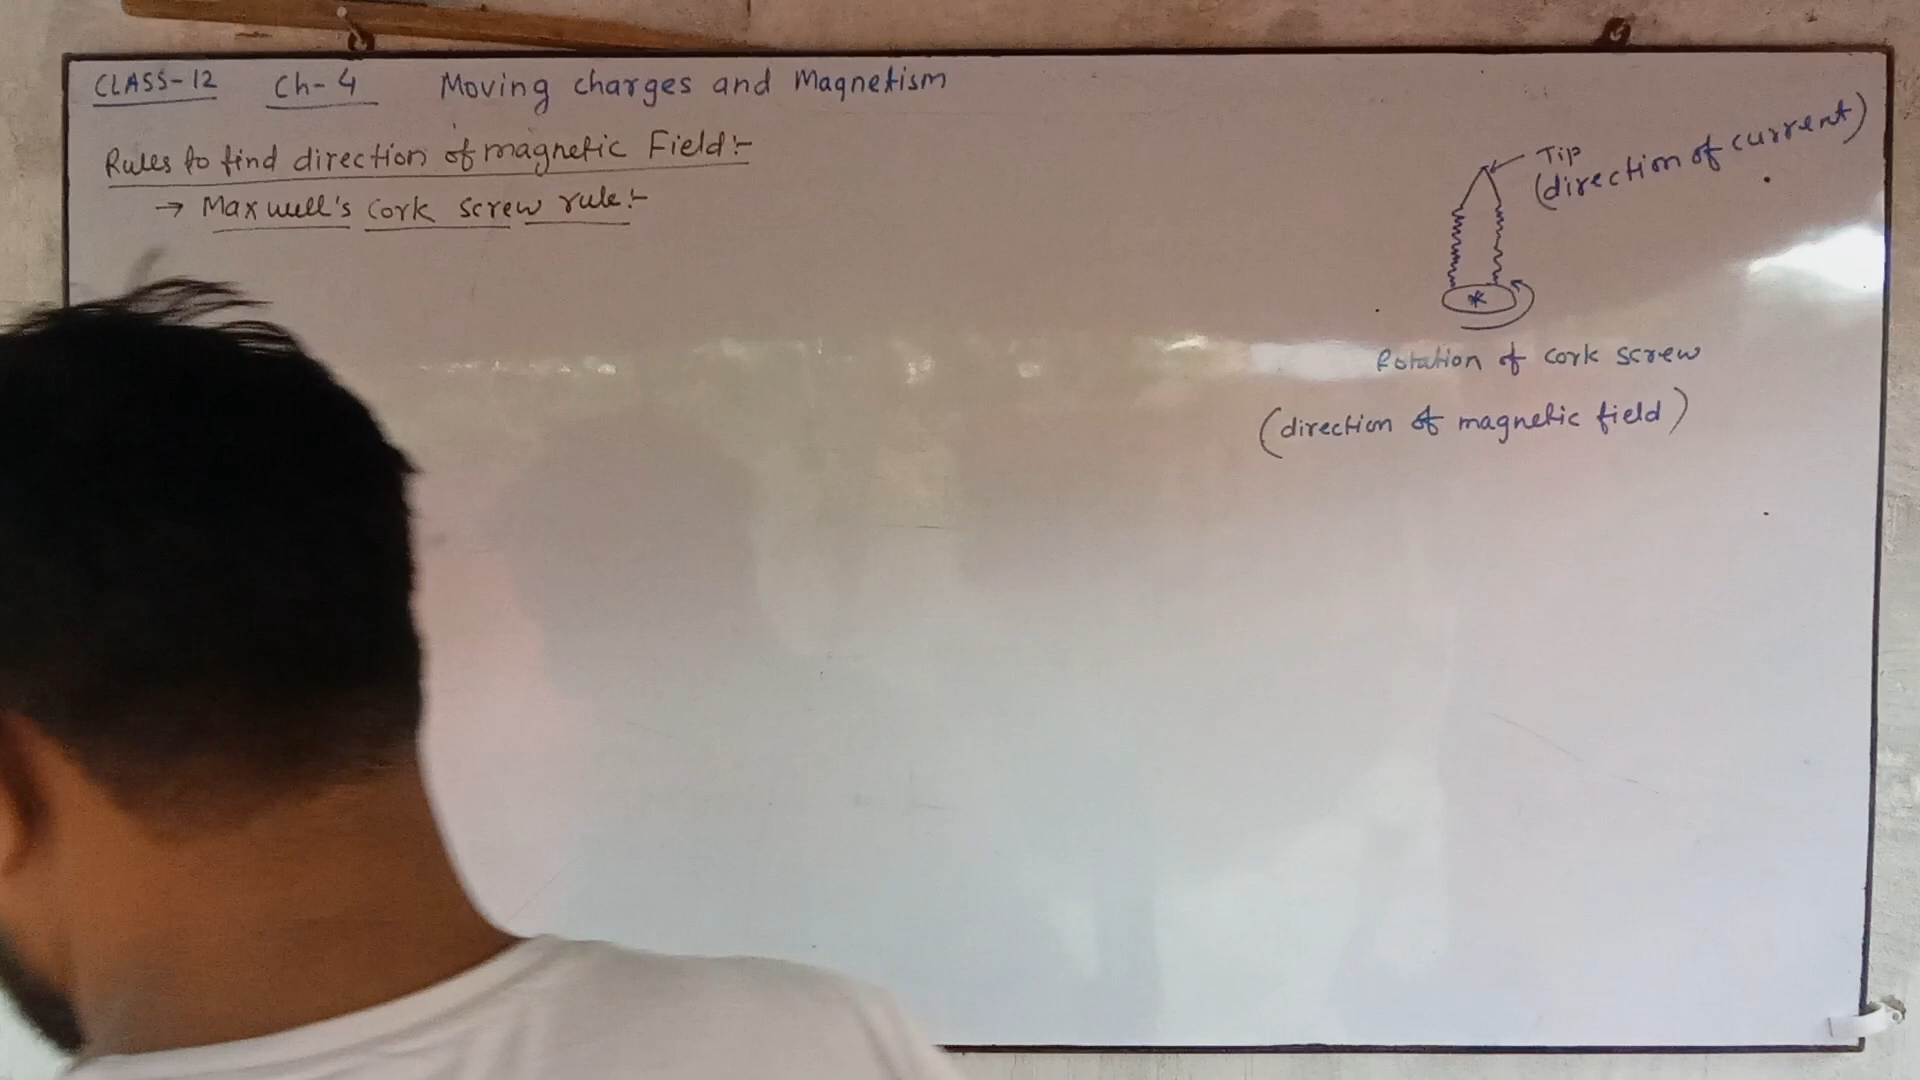 CLASS-12 Ch-4 Moving charges and Magnetism
Rules to find direction of magnetic Field:-
→ Maxwell's cork screw rule:-
Tip
(direction of current)
Rotation of cork screw
(direction of magnetic field)